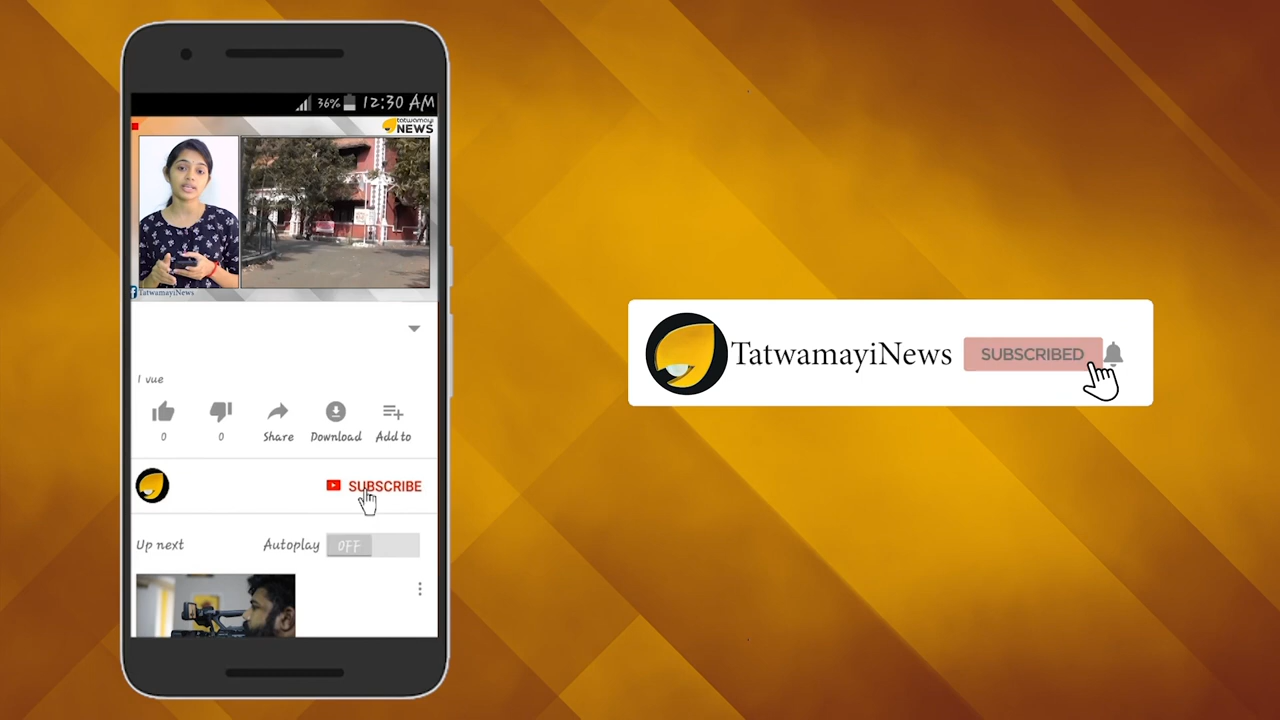 36% 12:30 AM
tatwamayi
NEWS
TatwamayiNews
1 vue
0 0 Share Download Add to
SUBSCRIBE
Up next Autoplay OFF
TatwamayiNews SUBSCRIBED